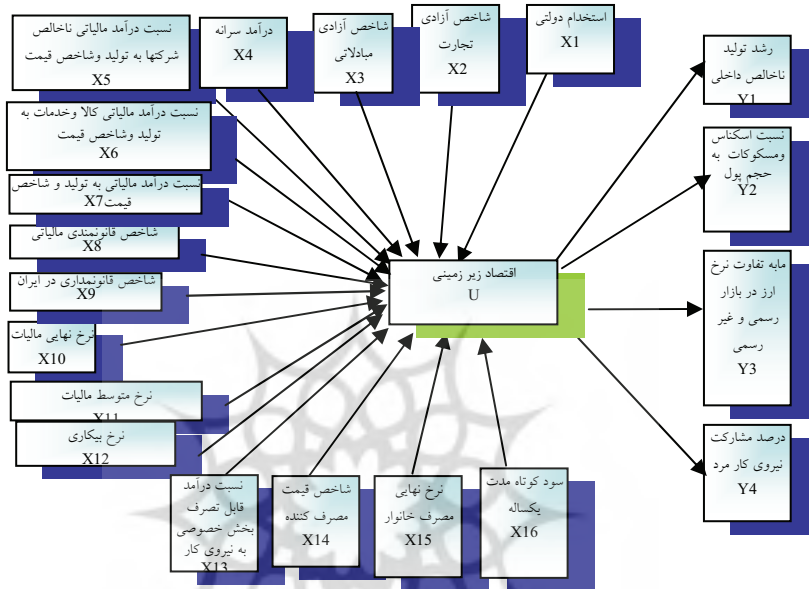 استخدام دولتی
X1
شاخص آزادی
تجارت
X2
شاخص آزادی
مبادلاتی
X3
درآمد سرانه
X4
نسبت درآمد مالیاتی ناخالص
شرکتها به تولید وشاخص قیمت
X5
نسبت درآمد مالیاتی کالا وخدمات به
تولید وشاخص قیمت
X6
نسبت درآمد مالیاتی به تولید و شاخص
قیمتX7
شاخص قانونمندی مالیاتی
X8
شاخص قانونمداری در ایران
X9
نرخ نهایی مالیات
X10
نرخ متوسط مالیات
X11
نرخ بیکاری
X12
نسبت درآمد
قابل تصرف
بخش خصوصی
به نیروی کار
X13
شاخص قیمت
مصرف کننده
X14
نرخ نهایی
مصرف خانوار
X15
سود کوتاه مدت
یکساله
X16
اقتصاد زیر زمینی
U
رشد تولید
ناخالص داخلی
Y1
نسبت اسکناس
ومسکوکات به
حجم پول
Y2
مابه تفاوت نرخ
ارز در بازار
رسمی و غیر
رسمی
Y3
درصد مشارکت
نیروی کار مرد
Y4